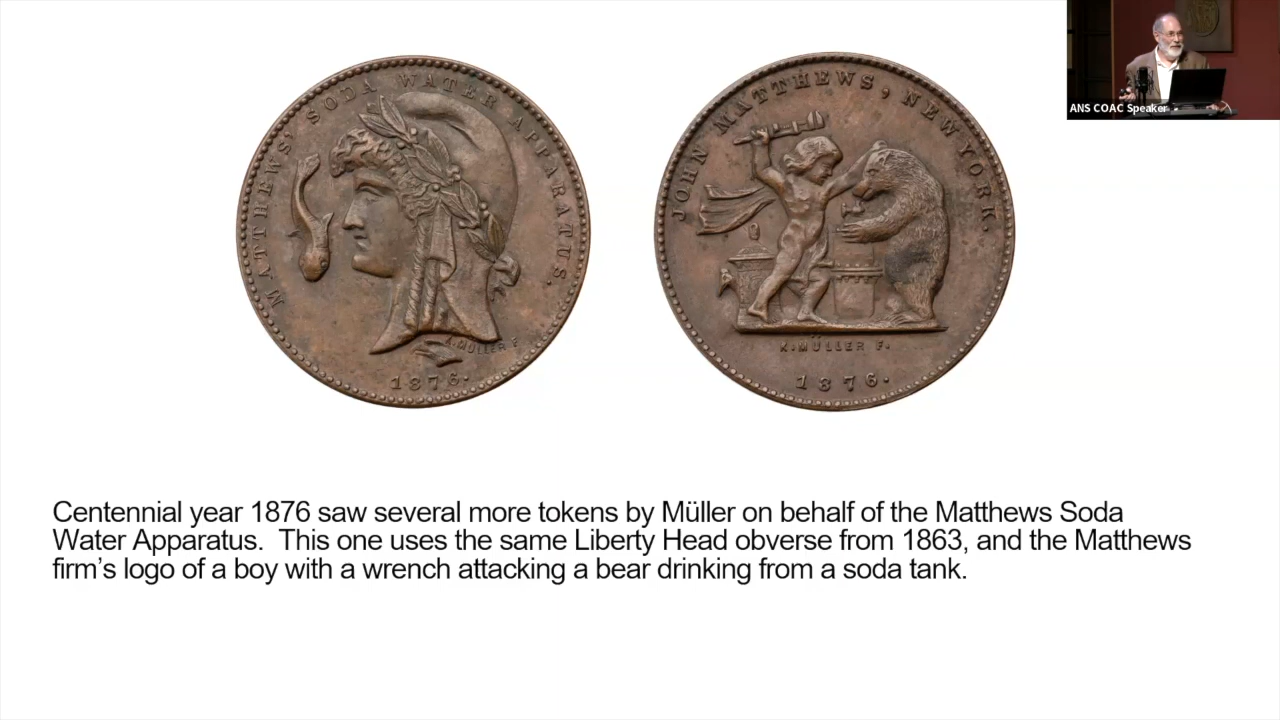 MATTHEWS' SODA WATER APPARATUS.
K.MÜLLER F
1876.
JOHN MATTHEWS, NEW YORK.
K.MÜLLER F.
1876.
ANS COAC Speaker
Centennial year 1876 saw several more tokens by Müller on behalf of the Matthews Soda
Water Apparatus.  This one uses the same Liberty Head obverse from 1863, and the Matthews
firm's logo of a boy with a wrench attacking a bear drinking from a soda tank.